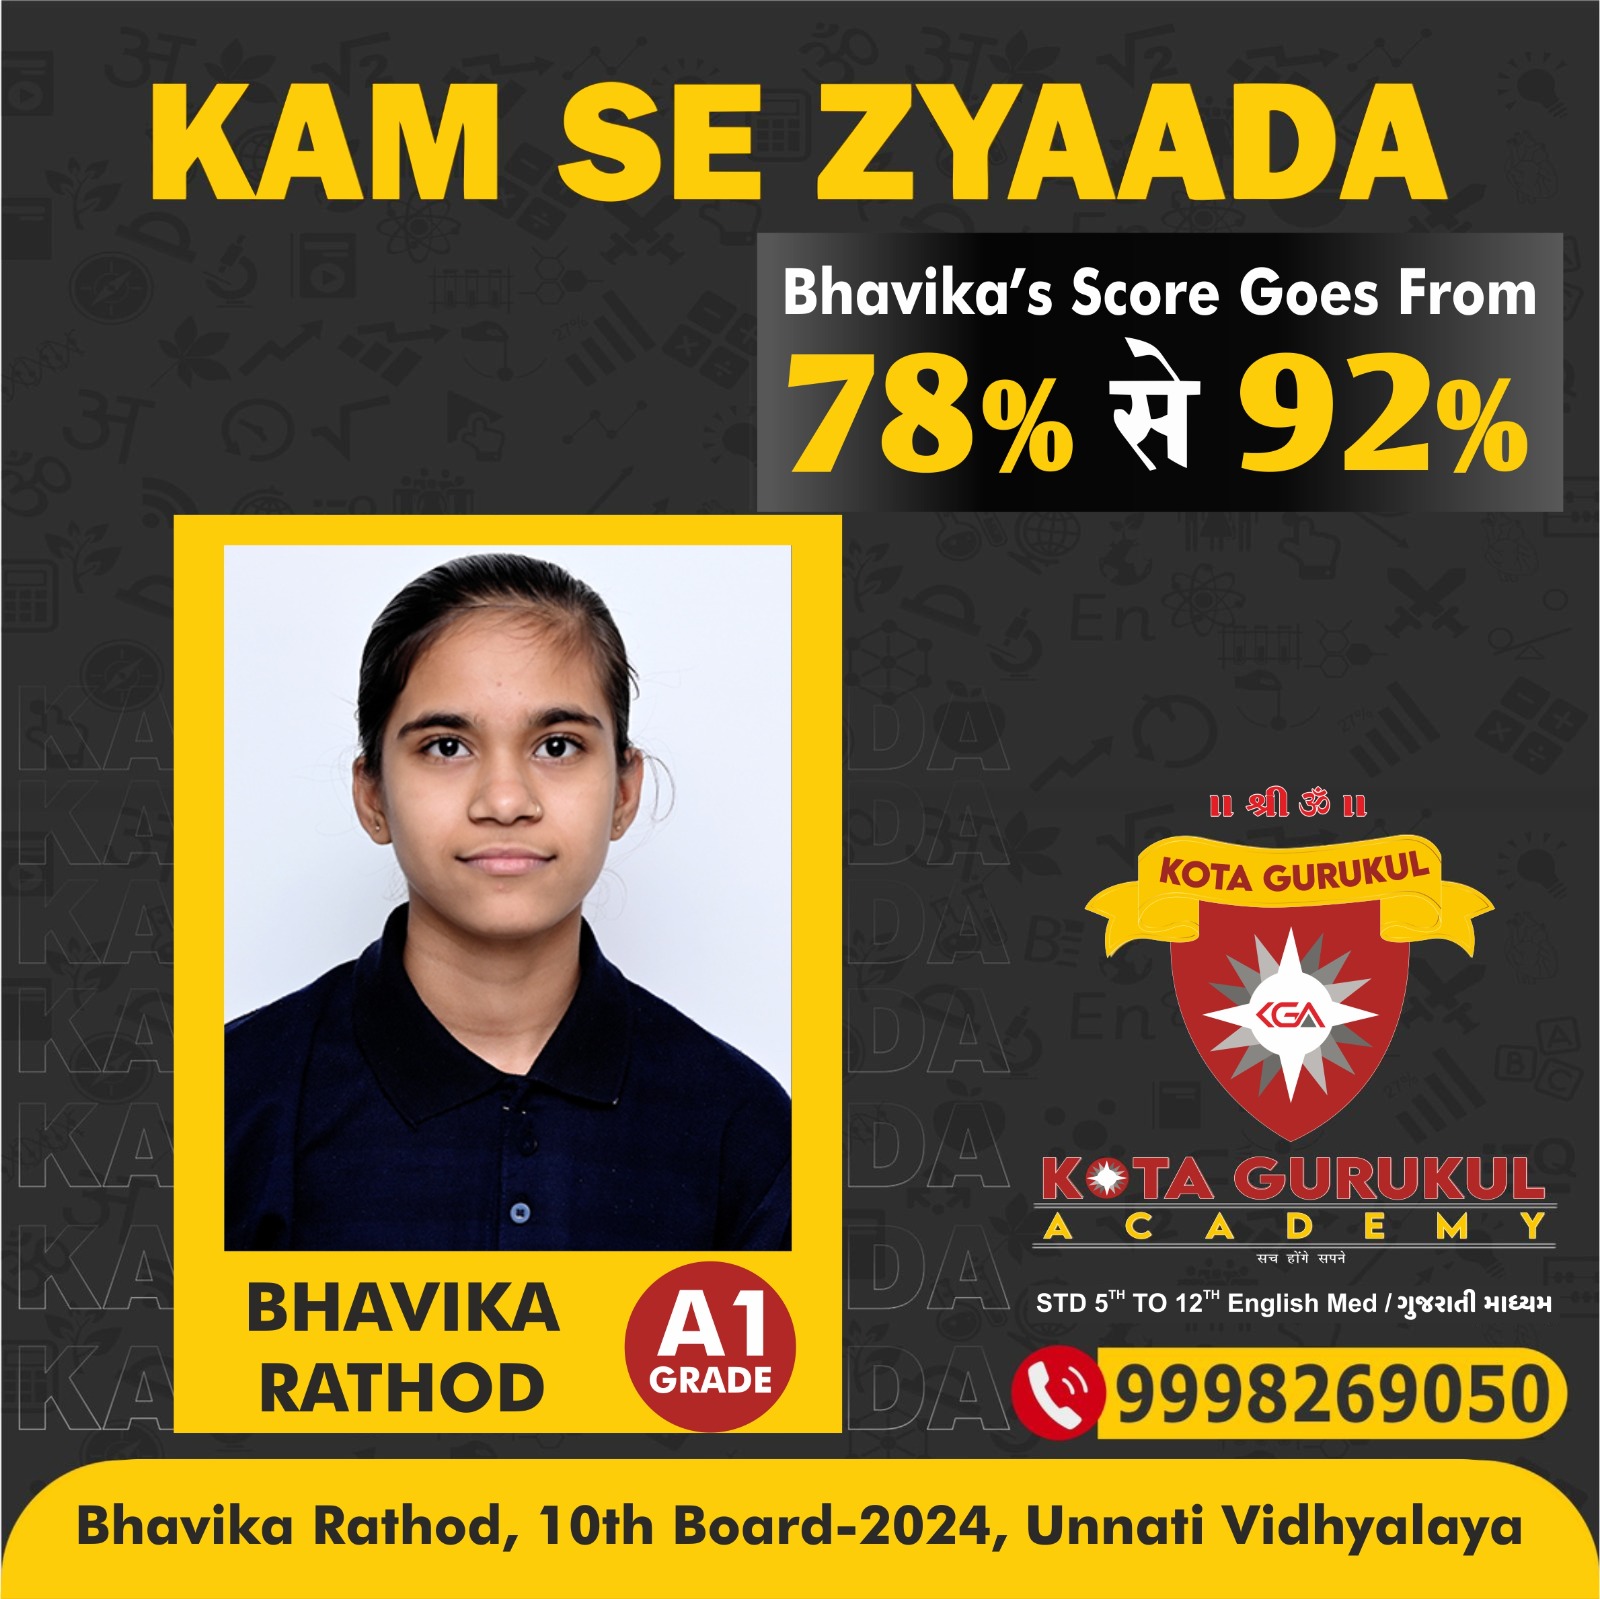 KAM SE ZYAADA
Bhavika's Score Goes From
78% से 92%
BHAVIKA
RATHOD
A1
GRADE
॥ श्री ॐ ॥
KOTA GURUKUL
KGA
KOTA GURUKUL
ACADEMY
सच होंगे सपने
STD 5TH TO 12TH English Med / ગુજરાતી માધ્યમ
9998269050
Bhavika Rathod, 10th Board-2024, Unnati Vidhyalaya